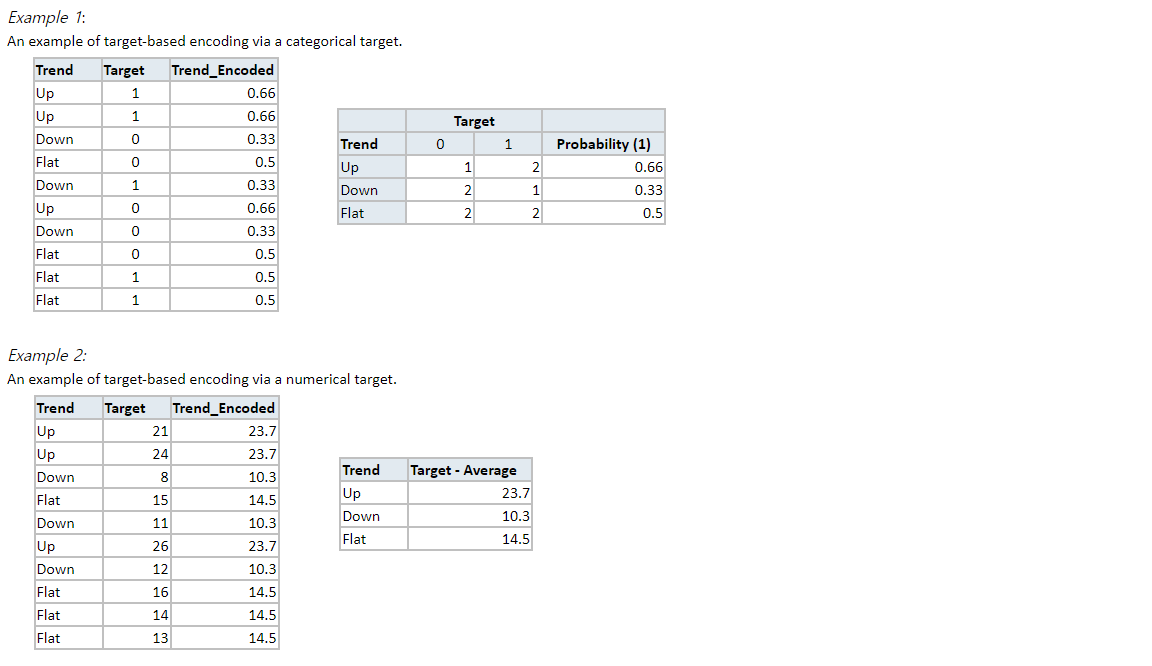 Example 1:
An example of target-based encoding via a categorical target.
Trend Target Trend_Encoded
Up 1 0.66
Up 1 0.66
Down 0 0.33
Flat 0 0.5
Down 1 0.33
Up 0 0.66
Down 0 0.33
Flat 0 0.5
Flat 1 0.5
Flat 1 0.5
Target
Trend 0 1 Probability (1)
Up 1 2 0.66
Down 2 1 0.33
Flat 2 2 0.5
Example 2:
An example of target-based encoding via a numerical target.
Trend Target Trend_Encoded
Up 21 23.7
Up 24 23.7
Down 8 10.3
Flat 15 14.5
Down 11 10.3
Up 26 23.7
Down 12 10.3
Flat 16 14.5
Flat 14 14.5
Flat 13 14.5
Trend Target - Average
Up 23.7
Down 10.3
Flat 14.5